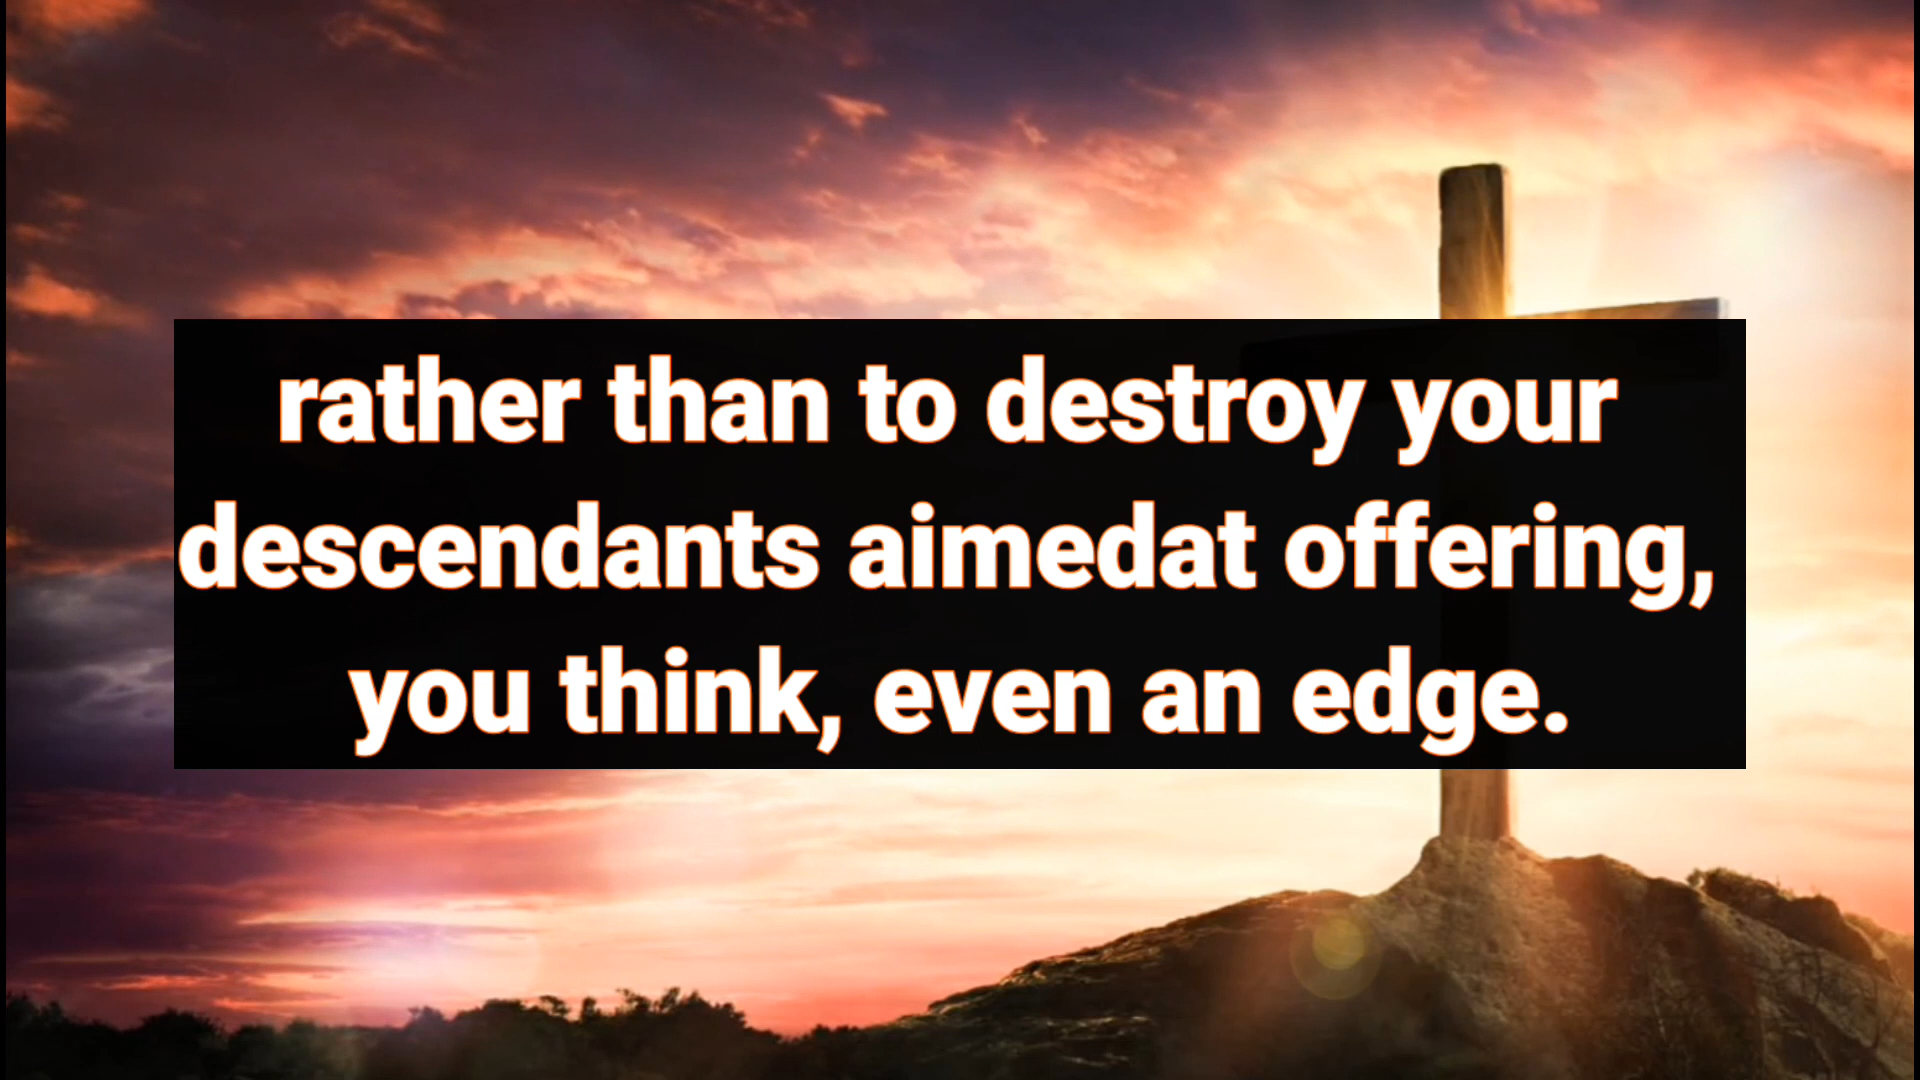 rather than to destroy your
descendants aimedat offering,
you think, even an edge.